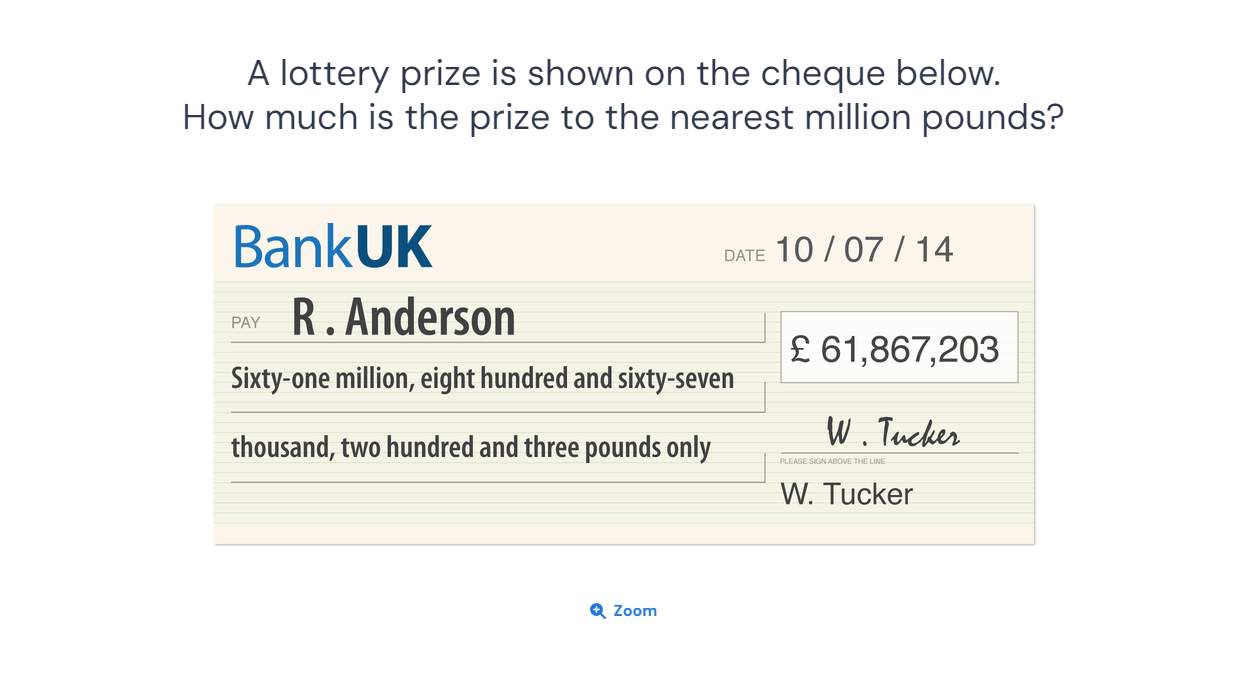 A lottery prize is shown on the cheque below.
How much is the prize to the nearest million pounds?
BankUK
DATE 10 / 07 / 14
PAY R . Anderson
£ 61,867,203
Sixty-one million, eight hundred and sixty-seven
thousand, two hundred and three pounds only
W . Tucker
PLEASE SIGN ABOVE THE LINE
W. Tucker
Zoom